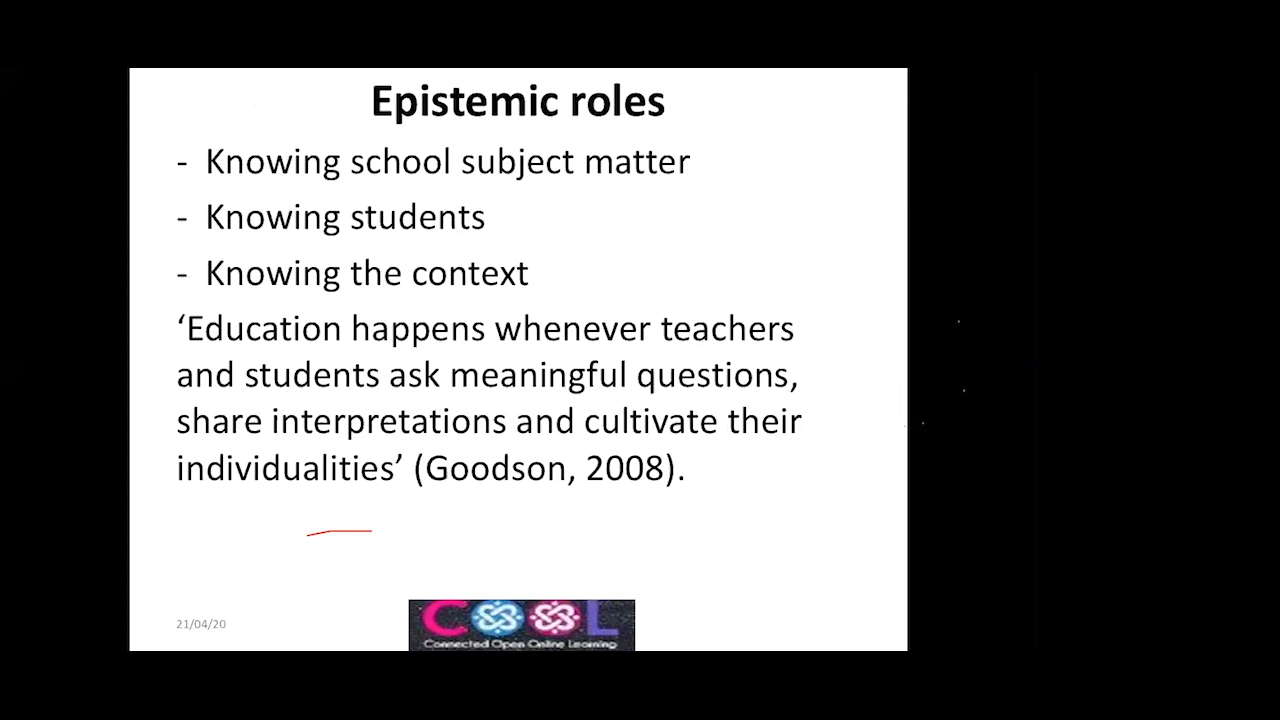 Epistemic roles
- Knowing school subject matter
- Knowing students
- Knowing the context
‘Education happens whenever teachers
and students ask meaningful questions,
share interpretations and cultivate their
individualities’ (Goodson, 2008).
21/04/20
COOL
Connected Open Online Learning